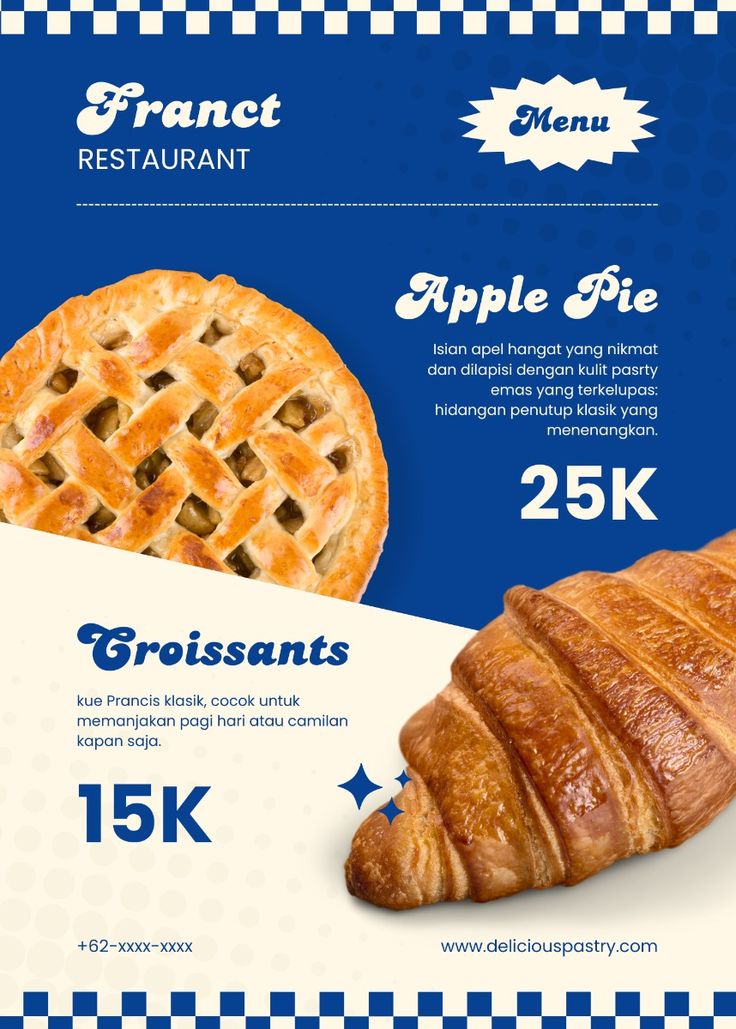 Franct
RESTAURANT
Menu
Apple Pie
Isian apel hangat yang nikmat
dan dilapisi dengan kulit pasrty
emas yang terkelupas:
hidangan penutup klasik yang
menenangkan.
25K
Croissants
kue Prancis klasik, cocok untuk
memanjakan pagi hari atau camilan
kapan saja.
15K
+62-xxxx-xxxx
www.deliciouspastry.com